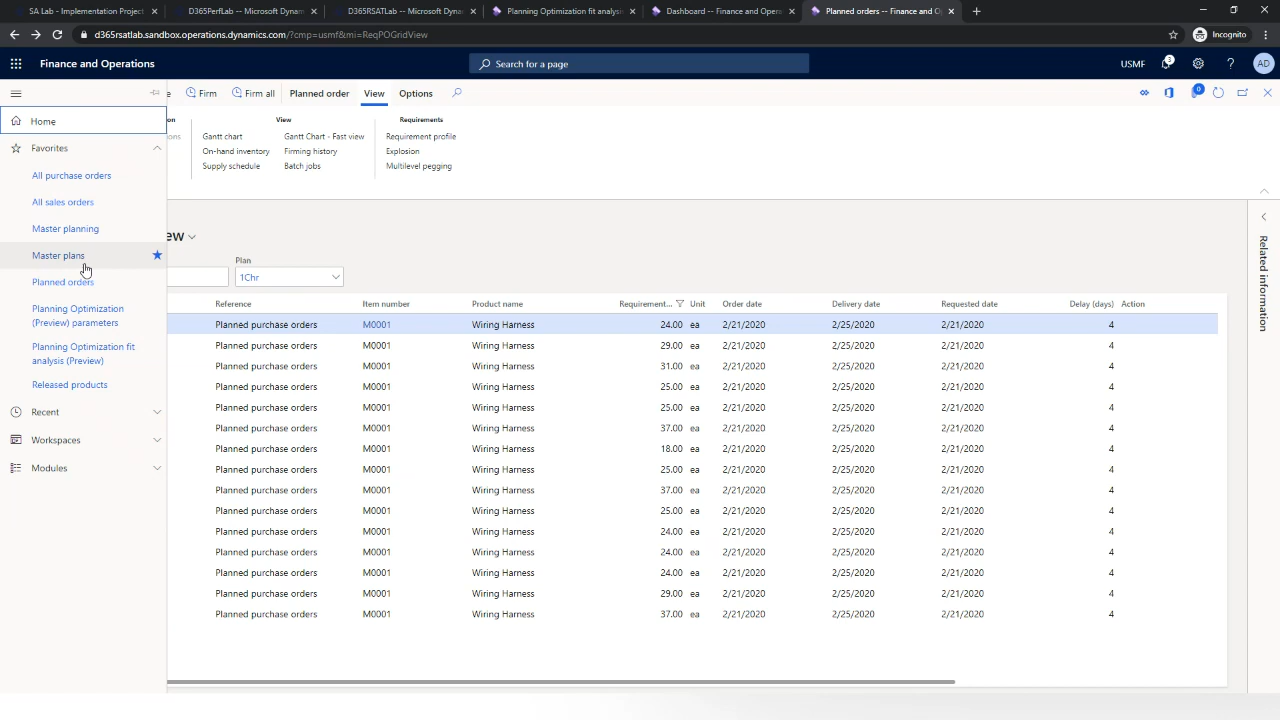 SA Lab - Implementation Project
D365PerfLab -- Microsoft Dynam
D365RSATLab -- Microsoft Dynam
Planning Optimization fit analysis
Dashboard -- Finance and Opera
Planned orders -- Finance and O
d365rsatlab.sandbox.operations.dynamics.com/?cmp=usmf&mi=ReqPOGridView
Incognito
Finance and Operations
Search for a page
USMF
AD
Firm
Firm all
Planned order
View
Options
0
Home
View
Requirements
Gantt chart
Gantt Chart - Fast view
Requirement profile
Favorites
On-hand inventory
Firming history
Explosion
Supply schedule
Batch jobs
Multilevel pegging
All purchase orders
All sales orders
Master planning
Master plans
Planned orders
Planning Optimization
(Preview) parameters
Planning Optimization fit
analysis (Preview)
Released products
Recent
Workspaces
Modules
Plan
1Chr
Related information
Reference Item number Product name Requirement... Unit Order date Delivery date Requested date Delay (days) Action
Planned purchase orders M0001 Wiring Harness 24.00 ea 2/21/2020 2/25/2020 2/21/2020 4
Planned purchase orders M0001 Wiring Harness 29.00 ea 2/21/2020 2/25/2020 2/21/2020 4
Planned purchase orders M0001 Wiring Harness 31.00 ea 2/21/2020 2/25/2020 2/21/2020 4
Planned purchase orders M0001 Wiring Harness 25.00 ea 2/21/2020 2/25/2020 2/21/2020 4
Planned purchase orders M0001 Wiring Harness 25.00 ea 2/21/2020 2/25/2020 2/21/2020 4
Planned purchase orders M0001 Wiring Harness 37.00 ea 2/21/2020 2/25/2020 2/21/2020 4
Planned purchase orders M0001 Wiring Harness 18.00 ea 2/21/2020 2/25/2020 2/21/2020 4
Planned purchase orders M0001 Wiring Harness 25.00 ea 2/21/2020 2/25/2020 2/21/2020 4
Planned purchase orders M0001 Wiring Harness 37.00 ea 2/21/2020 2/25/2020 2/21/2020 4
Planned purchase orders M0001 Wiring Harness 25.00 ea 2/21/2020 2/25/2020 2/21/2020 4
Planned purchase orders M0001 Wiring Harness 24.00 ea 2/21/2020 2/25/2020 2/21/2020 4
Planned purchase orders M0001 Wiring Harness 24.00 ea 2/21/2020 2/25/2020 2/21/2020 4
Planned purchase orders M0001 Wiring Harness 24.00 ea 2/21/2020 2/25/2020 2/21/2020 4
Planned purchase orders M0001 Wiring Harness 29.00 ea 2/21/2020 2/25/2020 2/21/2020 4
Planned purchase orders M0001 Wiring Harness 37.00 ea 2/21/2020 2/25/2020 2/21/2020 4